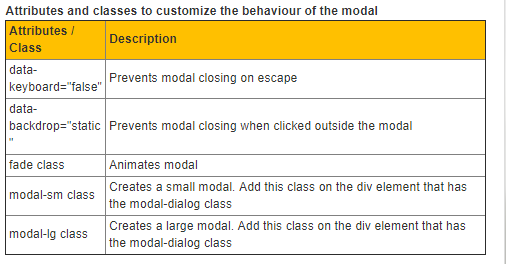 Attributes and classes to customize the behaviour of the modal
Attributes /
Class
Description
data-
keyboard="false"
Prevents modal closing on escape
data-
backdrop="static
"
Prevents modal closing when clicked outside the modal
fade class
Animates modal
modal-sm class
Creates a small modal. Add this class on the div element that has
the modal-dialog class
modal-lg class
Creates a large modal. Add this class on the div element that has
the modal-dialog class